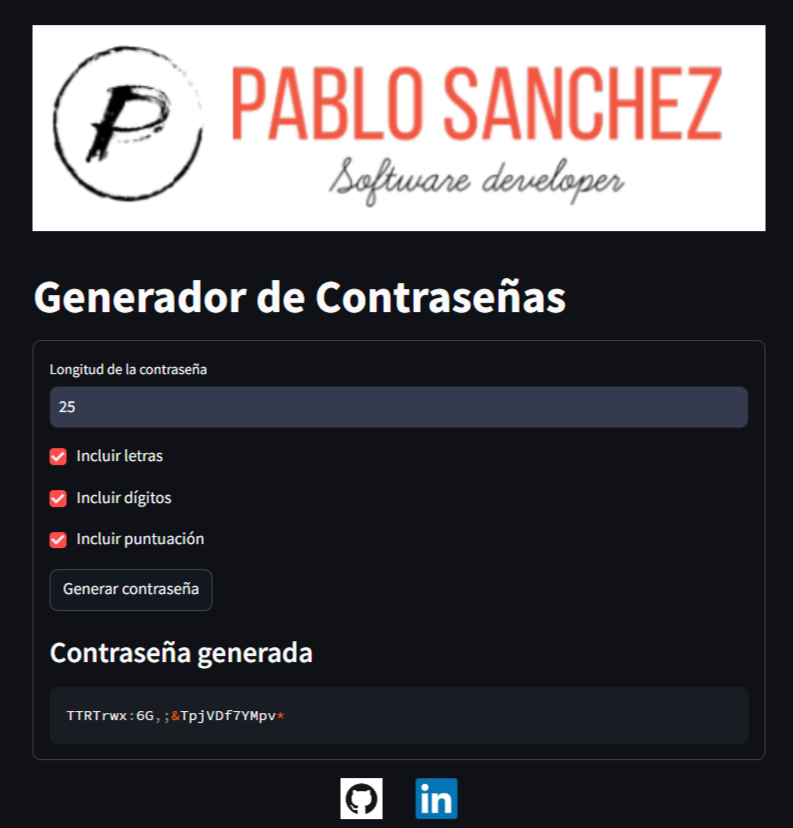 P
PABLO SANCHEZ
Software developer
Generador de Contraseñas
Longitud de la contraseña
25
Incluir letras
Incluir dígitos
Incluir puntuación
Generar contraseña
Contraseña generada
TTRTrwx:6G,;&TpjVDf7YMpv*
in